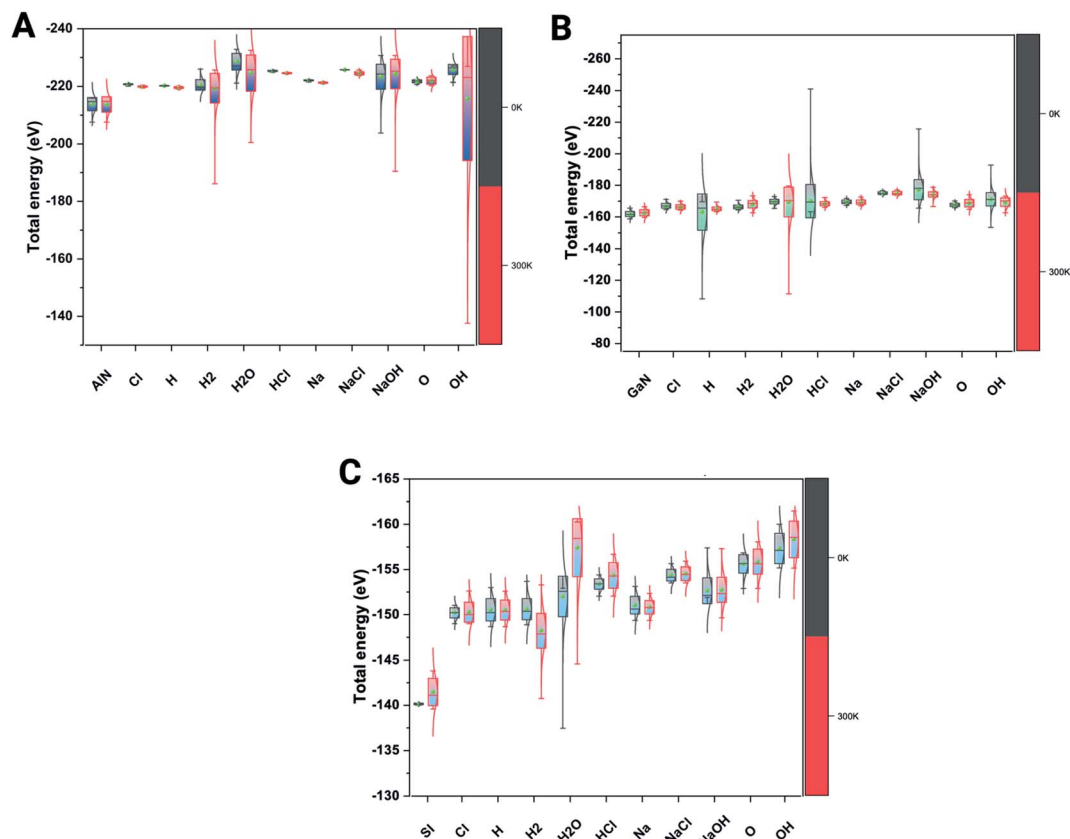 A
Total energy (eV)
-240
-220
-200
-180
-160
-140
AlN
Cl
H
H2
H2O
HCl
Na
NaCl
NaOH
O
OH
0K
300K
B
Total energy (eV)
-260
-240
-220
-200
-180
-160
-140
-120
-100
-80
GaN
Cl
H
H2
H2O
HCl
Na
NaCl
NaOH
O
OH
0K
300K
C
Total energy (eV)
-165
-160
-155
-150
-145
-140
-135
-130
SI
Cl
H
H2
H2O
HCl
Na
NaCl
NaOH
O
OH
0K
300K